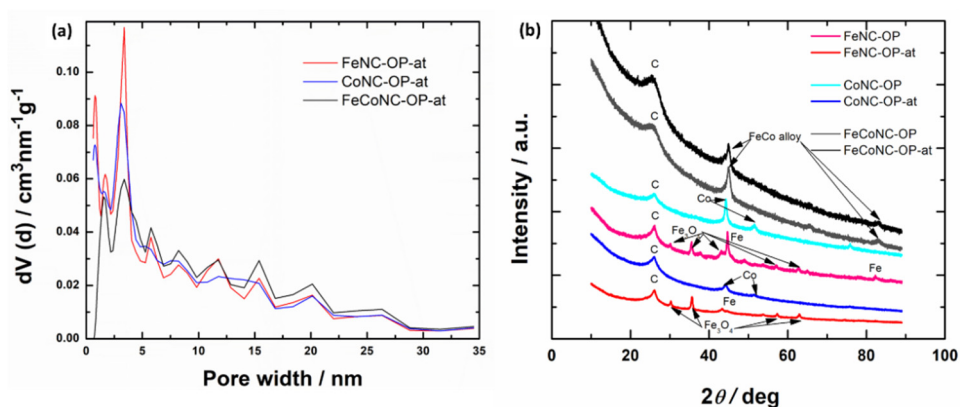 (a)
FeNC-OP-at
CoNC-OP-at
FeCoNC-OP-at
dV (d) / cm³nm⁻¹g⁻¹
0.10
0.08
0.06
0.04
0.02
0.00
0 5 10 15 20 25 30 35
Pore width / nm
(b)
FeNC-OP
FeNC-OP-at
CoNC-OP
CoNC-OP-at
FeCoNC-OP
FeCoNC-OP-at
Intensity / a.u.
C
C
FeCo alloy
C
Co
Fe₃O₄
C
Fe
Fe
C
Co
C
Fe
Fe₃O₄
0 20 40 60 80 100
2θ / deg